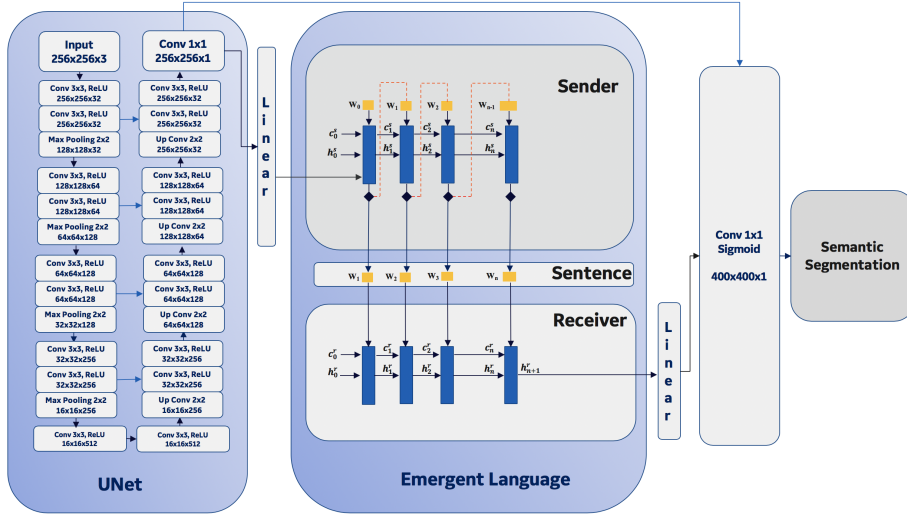 Input
256x256x3
Conv 3x3, ReLU
256x256x32
Conv 3x3, ReLU
256x256x32
Max Pooling 2x2
128x128x32
Conv 3x3, ReLU
128x128x64
Conv 3x3, ReLU
128x128x64
Max Pooling 2x2
64x64x128
Conv 3x3, ReLU
64x64x128
Conv 3x3, ReLU
64x64x128
Max Pooling 2x2
32x32x128
Conv 3x3, ReLU
32x32x256
Conv 3x3, ReLU
32x32x256
Max Pooling 2x2
16x16x256
Conv 3x3, ReLU
16x16x512
Conv 1x1
256x256x1
Conv 3x3, ReLU
256x256x32
Conv 3x3, ReLU
256x256x32
Up Conv 2x2
256x256x32
Conv 3x3, ReLU
128x128x64
Conv 3x3, ReLU
128x128x64
Up Conv 2x2
128x128x64
Conv 3x3, ReLU
64x64x128
Conv 3x3, ReLU
64x64x128
Up Conv 2x2
64x64x128
Conv 3x3, ReLU
32x32x256
Conv 3x3, ReLU
32x32x256
Up Conv 2x2
16x16x256
Conv 3x3, ReLU
16x16x512
UNet
Linear
Sender
W₀ W₁ W₂ Wₙ₋₁
c₀ˢ c₁ˢ c₂ˢ cₙˢ
h₀ˢ h₁ˢ h₂ˢ hₙˢ
Sentence
W₁ W₂ W₃ Wₙ
Receiver
c₀ʳ c₁ʳ c₂ʳ cₙʳ
h₀ʳ h₁ʳ h₂ʳ hₙʳ hₙ₊₁ʳ
Emergent Language
Linear
Conv 1x1
Sigmoid
400x400x1
Semantic
Segmentation